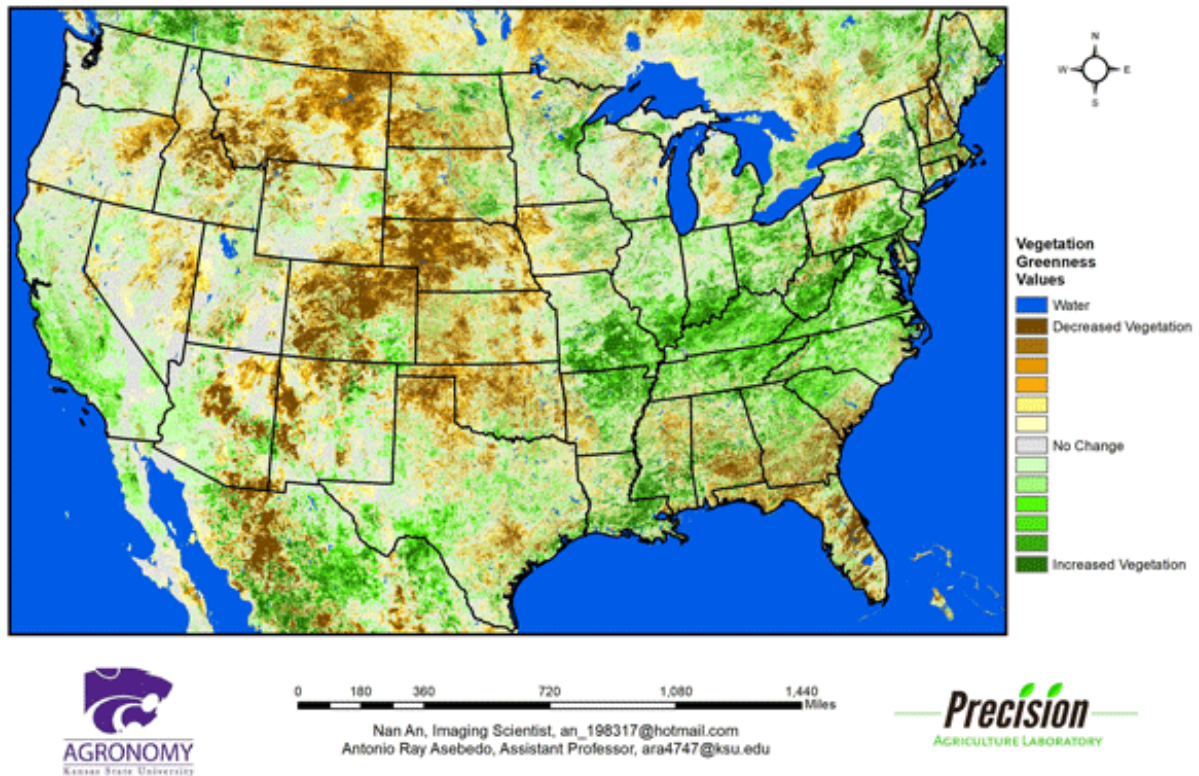 N
W E
S
Vegetation
Greenness
Values
Water
Decreased Vegetation
No Change
Increased Vegetation
0 180 360 720 1,080 1,440
Miles
Nan An, Imaging Scientist, an_198317@hotmail.com
Antonio Ray Asebedo, Assistant Professor, ara4747@ksu.edu
AGRONOMY
Kansas State University
Precision
AGRICULTURE LABORATORY